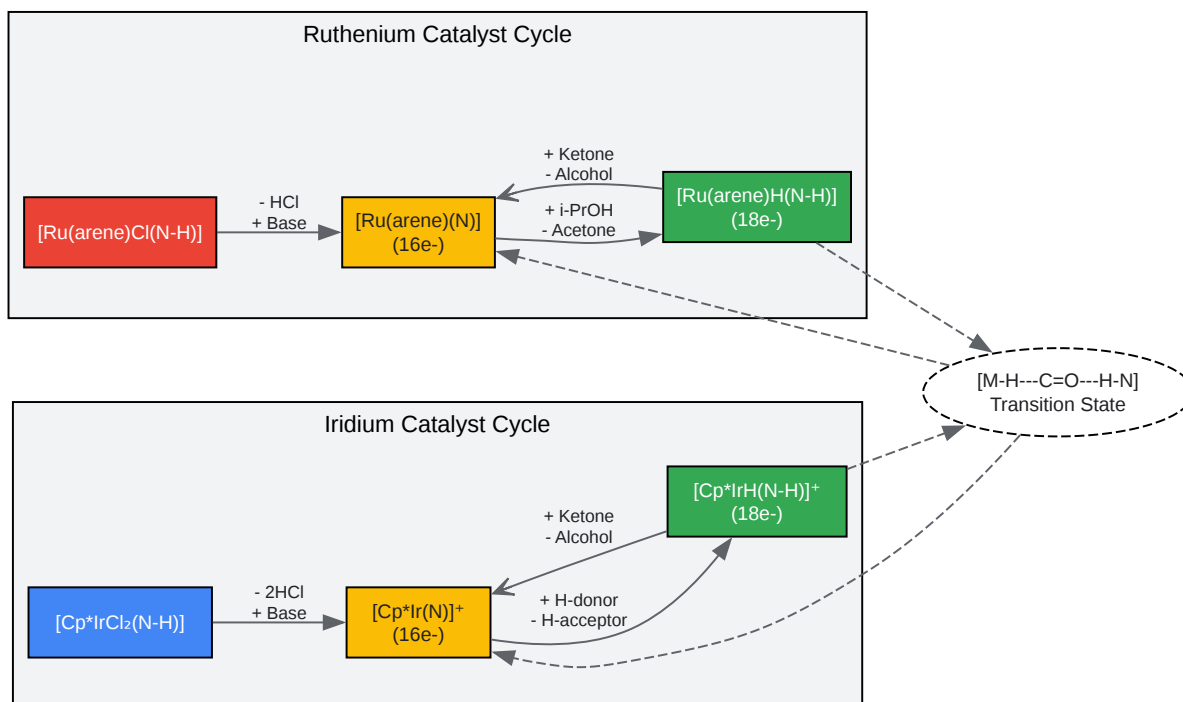 Ruthenium Catalyst Cycle
+ Ketone
- Alcohol
[Ru(arene)H(N-H)]
(18e-)
- HCl
+ Base
[Ru(arene)Cl(N-H)]
[Ru(arene)(N)]
(16e-)
+ i-PrOH
- Acetone
[M-H---C=O---H-N]
Transition State
Iridium Catalyst Cycle
[Cp*IrH(N-H)]⁺
(18e-)
+ Ketone
- Alcohol
- 2HCl
+ Base
[Cp*IrCl₂(N-H)]
[Cp*Ir(N)]⁺
(16e-)
+ H-donor
- H-acceptor